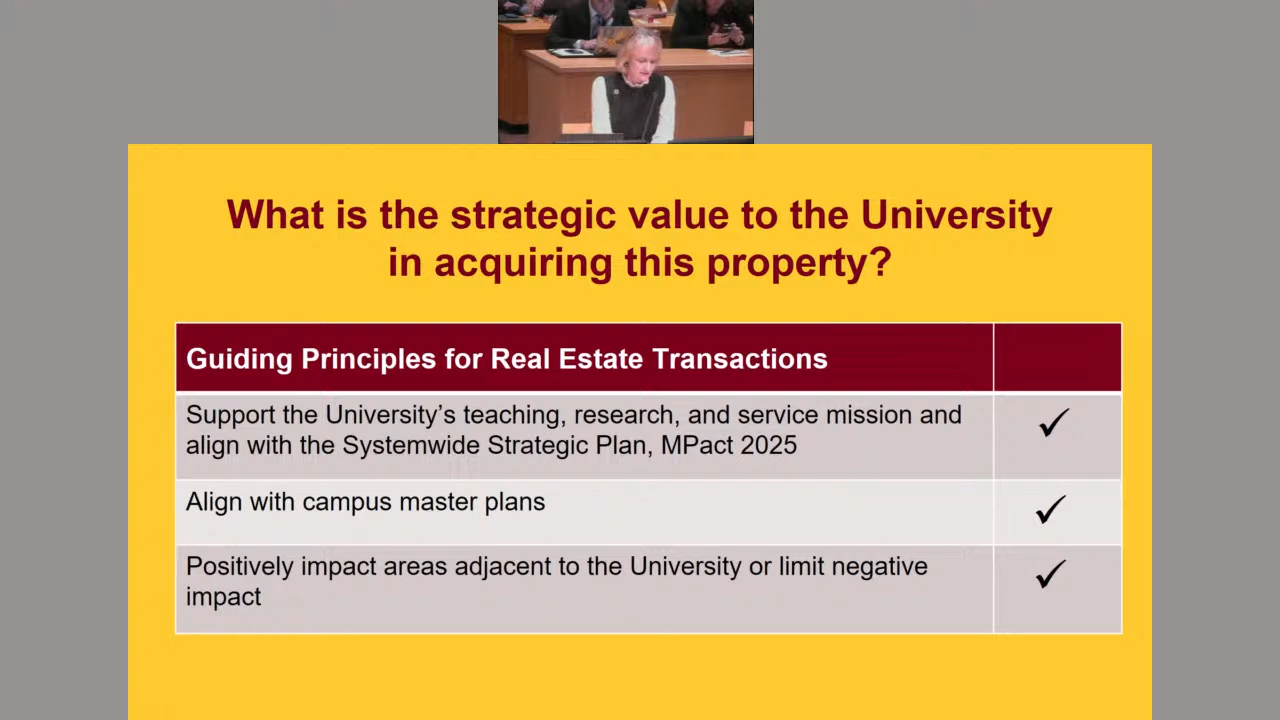 What is the strategic value to the University
in acquiring this property?
Guiding Principles for Real Estate Transactions
Support the University’s teaching, research, and service mission and
align with the Systemwide Strategic Plan, MPact 2025
✓
Align with campus master plans
✓
Positively impact areas adjacent to the University or limit negative
impact
✓